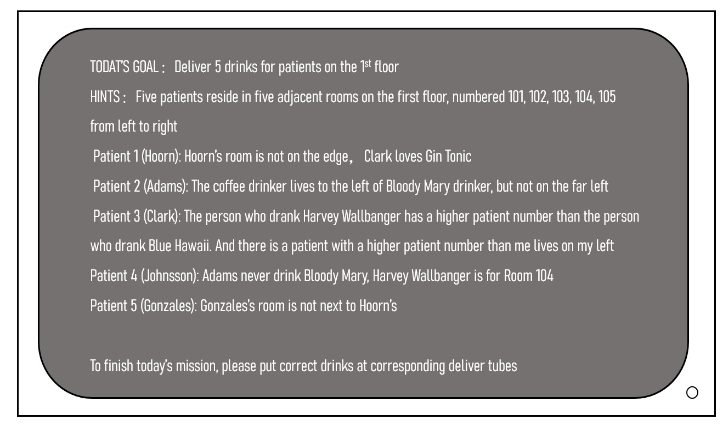 TODAT'S GOAL： Deliver 5 drinks for patients on the 1st floor
HINTS： Five patients reside in five adjacent rooms on the first floor, numbered 101, 102, 103, 104, 105
from left to right
Patient 1 (Hoorn): Hoorn's room is not on the edge， Clark loves Gin Tonic
Patient 2 (Adams): The coffee drinker lives to the left of Bloody Mary drinker, but not on the far left
Patient 3 (Clark): The person who drank Harvey Wallbanger has a higher patient number than the person
who drank Blue Hawaii. And there is a patient with a higher patient number than me lives on my left
Patient 4 (Johnsson): Adams never drink Bloody Mary, Harvey Wallbanger is for Room 104
Patient 5 (Gonzales): Gonzales's room is not next to Hoorn's
To finish today's mission, please put correct drinks at corresponding deliver tubes